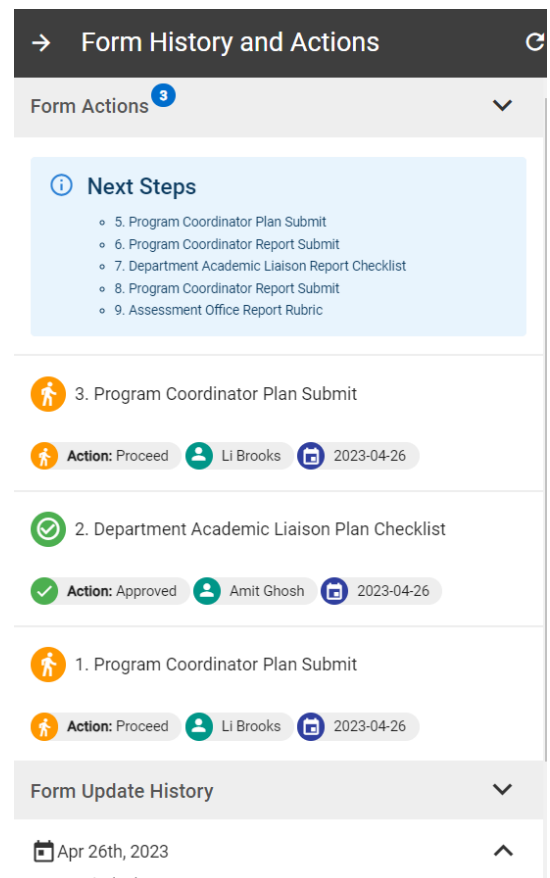 Form History and Actions
Form Actions 3
Next Steps
5. Program Coordinator Plan Submit
6. Program Coordinator Report Submit
7. Department Academic Liaison Report Checklist
8. Program Coordinator Report Submit
9. Assessment Office Report Rubric
3. Program Coordinator Plan Submit
Action: Proceed Li Brooks 2023-04-26
2. Department Academic Liaison Plan Checklist
Action: Approved Amit Ghosh 2023-04-26
1. Program Coordinator Plan Submit
Action: Proceed Li Brooks 2023-04-26
Form Update History
Apr 26th, 2023